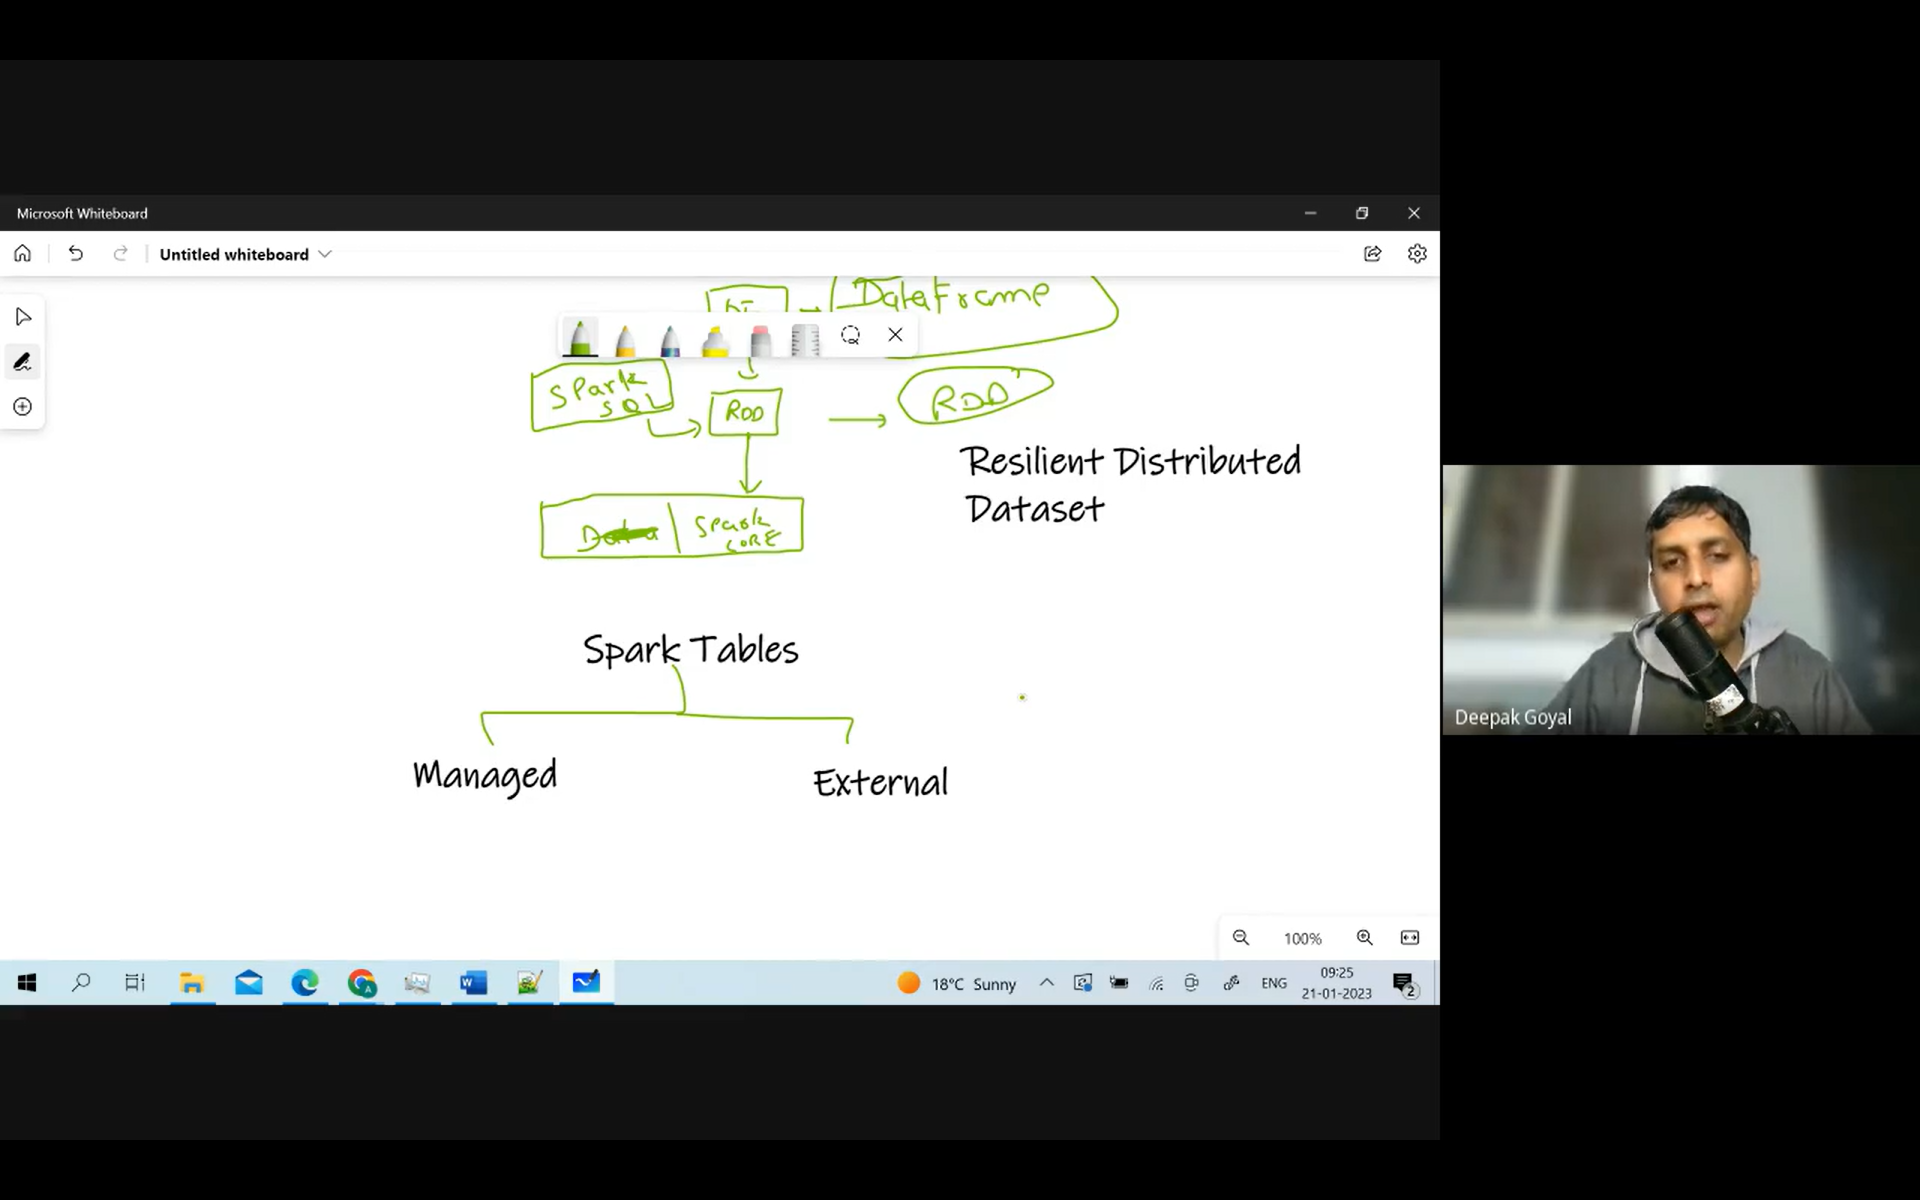 Microsoft Whiteboard
Untitled whiteboard
DataFrame
Spark
SQL
RDD
RDD
Resilient Distributed
Dataset
Spark
CORE
Spark Tables
Managed
External
Deepak Goyal
100%
18°C Sunny
ENG
09:25
21-01-2023
2